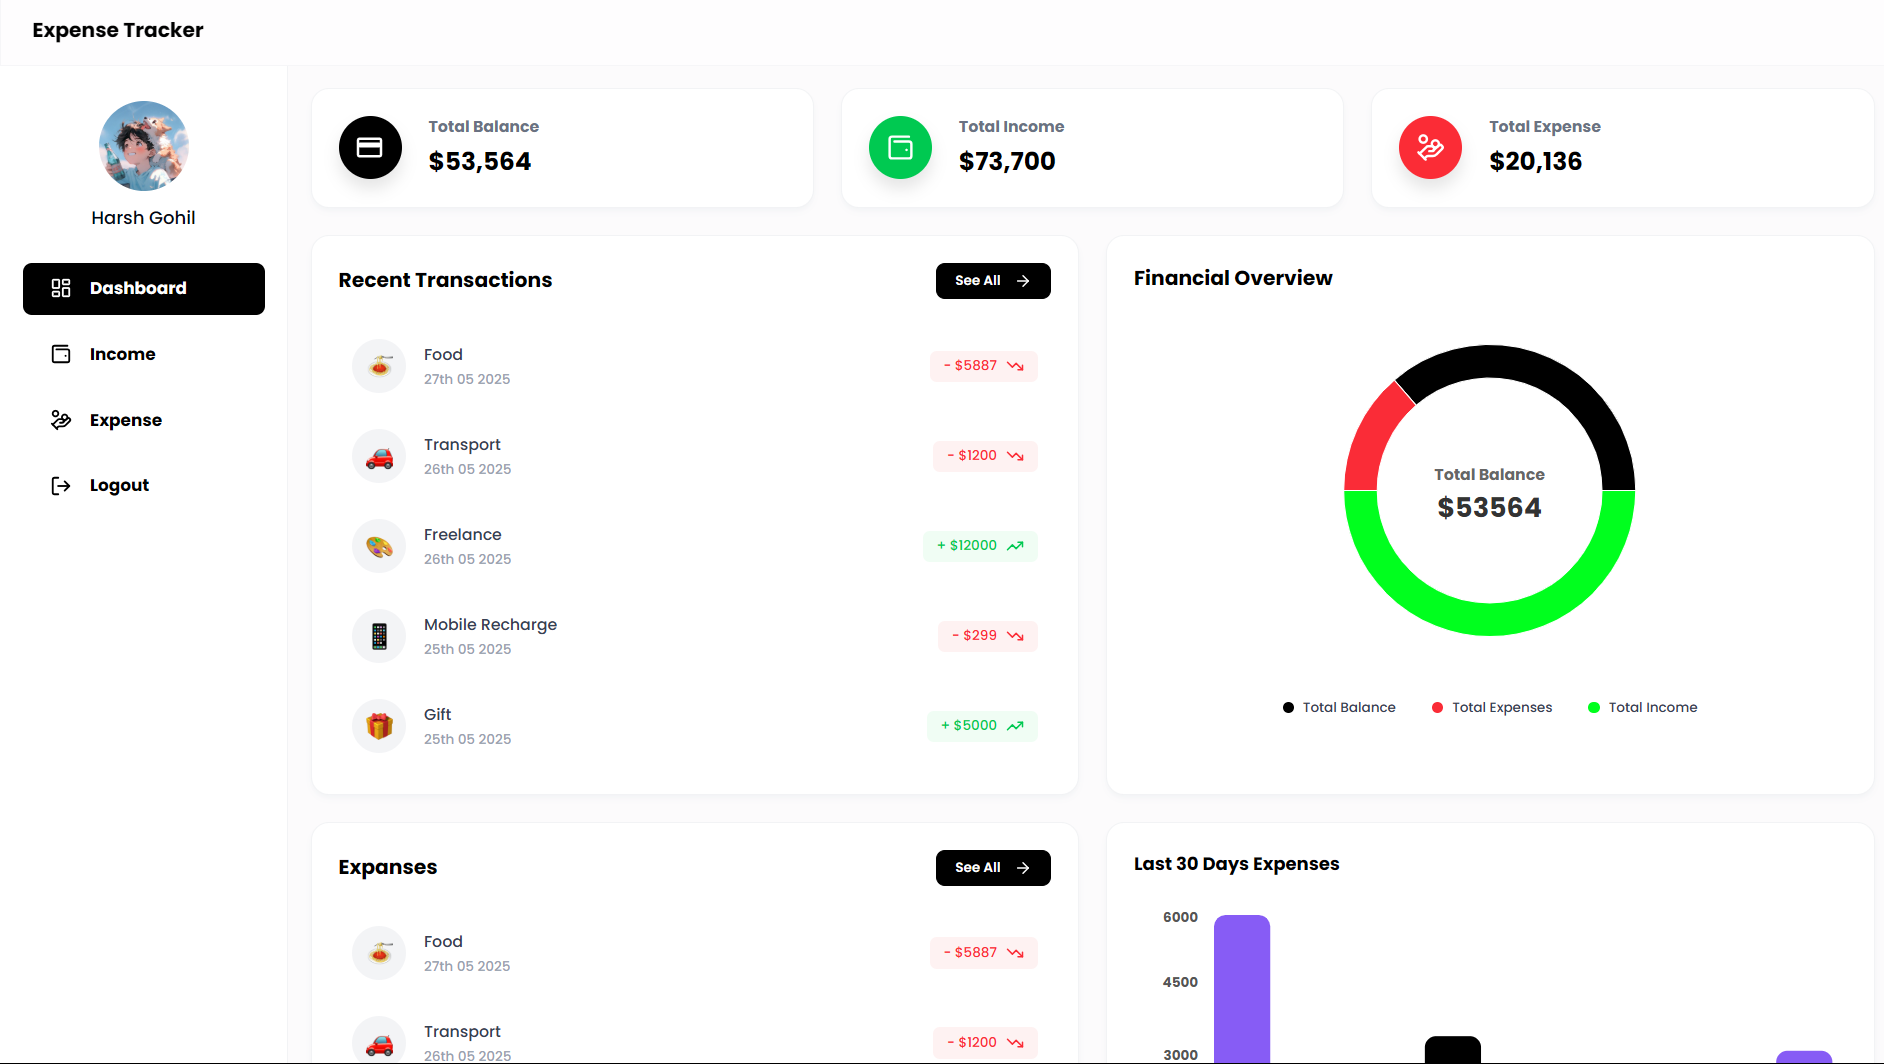 Expense Tracker
Harsh Gohil
Dashboard
Income
Expense
Logout
Total Balance
$53,564
Total Income
$73,700
Total Expense
$20,136
Recent Transactions
See All
Food
27th 05 2025
- $5887
Transport
26th 05 2025
- $1200
Freelance
26th 05 2025
+ $12000
Mobile Recharge
25th 05 2025
- $299
Gift
25th 05 2025
+ $5000
Financial Overview
Total Balance
$53564
Total Balance
Total Expenses
Total Income
Expanses
See All
Food
27th 05 2025
- $5887
Transport
26th 05 2025
- $1200
Last 30 Days Expenses
6000
4500
3000